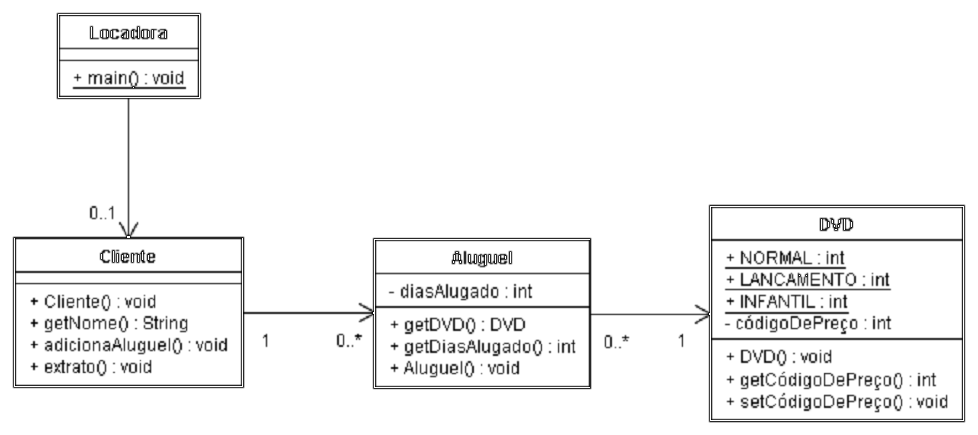 Locadora
+ main() : void
0..1
Cliente
+ Cliente() : void
+ getNome() : String
+ adicionaAluguel() : void
+ extrato() : void
1
0..*
Aluguel
- diasAlugado : int
+ getDVD() : DVD
+ getDiasAlugado() : int
+ Aluguel() : void
0..*
1
DVD
+ NORMAL : int
+ LANCAMENTO : int
+ INFANTIL : int
- códigoDePreço : int
+ DVD() : void
+ getCódigoDePreço() : int
+ setCódigoDePreço() : void